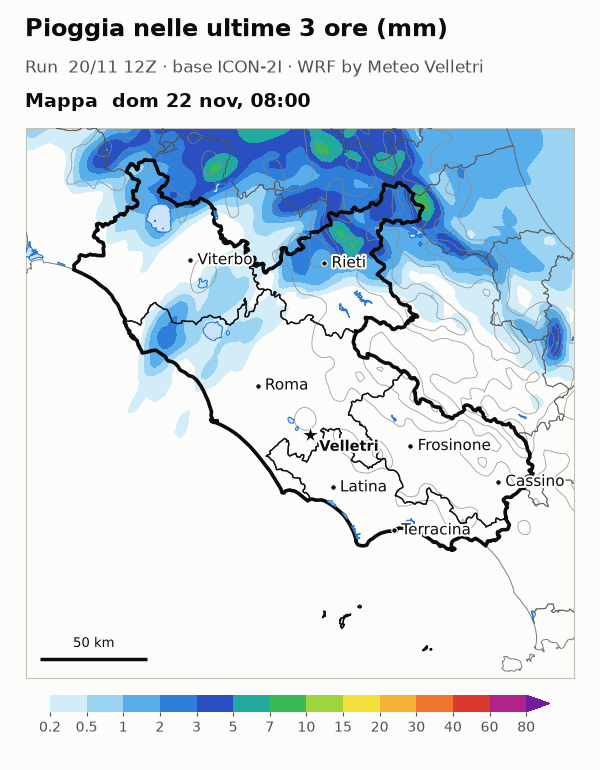 Pioggia nelle ultime 3 ore (mm)
Run  20/11 12Z · base ICON-2I · WRF by Meteo Velletri
Mappa  dom 22 nov, 08:00
Viterbo
Rieti
Roma
Velletri
Frosinone
Latina
Cassino
Terracina
50 km
0.2 0.5 1 2 3 5 7 10 15 20 30 40 60 80